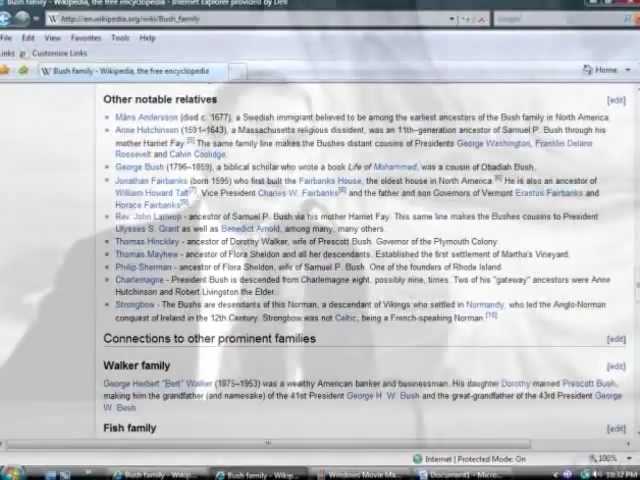 Bush family - Wikipedia, the free encyclopedia - Internet Explorer provided by Dell
http://en.wikipedia.org/wiki/Bush_family
File Edit View Favorites Tools Help
Links Customize Links
W Bush family - Wikipedia, the free encyclopedia Home
Other notable relatives [edit]
Måns Andersson (died c. 1677), a Swedish immigrant believed to be among the earliest ancestors of the Bush family in North America.
Anne Hutchinson (1591–1643), a Massachusetts religious dissident, was an 11th-generation ancestor of Samuel P. Bush through his
mother Harriet Fay [5] The same family line makes the Bushes distant cousins of Presidents George Washington, Franklin Delano
Roosevelt and Calvin Coolidge.
George Bush (1796–1859), a biblical scholar who wrote a book Life of Mohammed, was a cousin of Obadiah Bush.
Jonathan Fairbanks (born 1595) who first built the Fairbanks House, the oldest house in North America. He is also an ancestor of
William Howard Taft, Vice President Charles W. Fairbanks and the father and son Governors of Vermont Erastus Fairbanks and
Horace Fairbanks
Rev. John Lathrop - ancestor of Samuel P. Bush via his mother Harriet Fay. This same line makes the Bushes cousins to President
Ulysses S. Grant as well as Benedict Arnold, among many, many others.
Thomas Hinckley - ancestor of Dorothy Walker, wife of Prescott Bush. Governor of the Plymouth Colony
Thomas Mayhew - ancestor of Flora Sheldon and all her descendants. Established the first settlement of Martha's Vineyard.
Philip Sherman - ancestor of Flora Sheldon, wife of Samuel P. Bush. One of the founders of Rhode Island.
Charlemagne - President Bush is descended from Charlemagne eight, possibly nine, times. Two of his "gateway" ancestors were Anne
Hutchinson and Robert Livingston the Elder.
Strongbow - The Bushes are desendants of this Norman, a descendant of Vikings who settled in Normandy, who led the Anglo-Norman
conquest of Ireland in the 12th Century. Strongbow was not Celtic, being a French-speaking Norman [10]
Connections to other prominent families [edit]
Walker family [edit]
George Herbert "Bert" Walker (1875–1953) was a wealthy American banker and businessman. His daughter Dorothy married Prescott Bush,
making him the grandfather (and namesake) of the 41st President George H. W. Bush and the great-grandfather of the 43rd President George
W. Bush
Fish family [edit]
Internet | Protected Mode: On 100%
Bush family - Wikip... Bush family - Wikip... Windows Movie Ma... Document1 - Micro... 10:32 PM